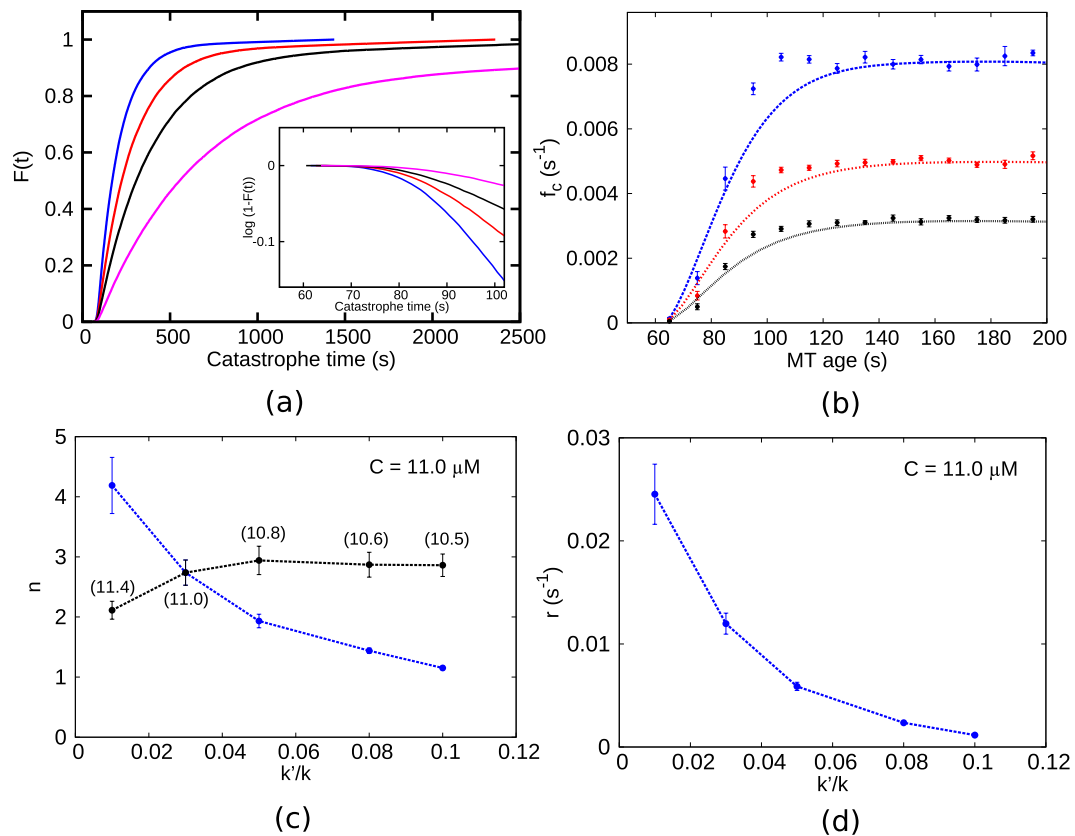 F(t)
1
0.8
0.6
0.4
0.2
0
0 500 1000 1500 2000 2500
Catastrophe time (s)
log (1-F(t))
0
-0.1
60 70 80 90 100
Catastrophe time (s)
(a)
f_c (s^-1)
0.008
0.006
0.004
0.002
0
60 80 100 120 140 160 180 200
MT age (s)
(b)
n
5
4
3
2
1
0
C = 11.0 μM
(11.4)
(11.0)
(10.8)
(10.6)
(10.5)
0 0.02 0.04 0.06 0.08 0.1 0.12
k'/k
(c)
r (s^-1)
0.03
0.02
0.01
0
C = 11.0 μM
0 0.02 0.04 0.06 0.08 0.1 0.12
k'/k
(d)